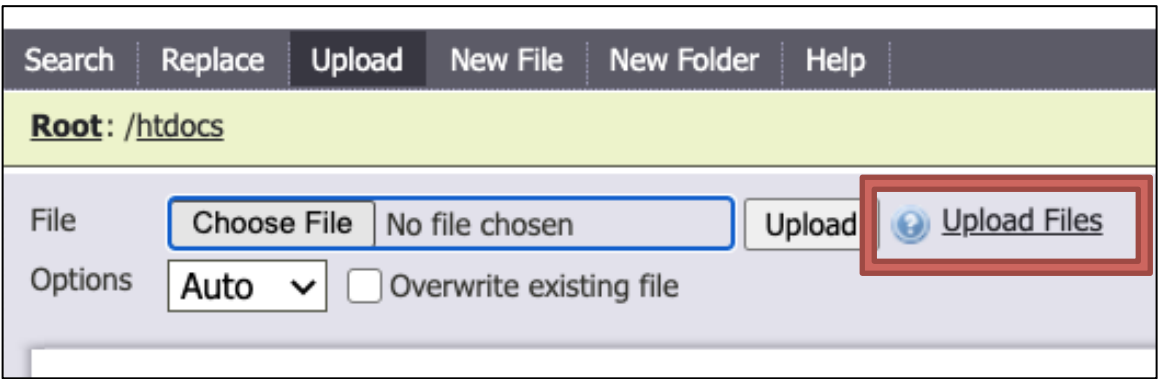 Search Replace Upload New File New Folder Help
Root: /htdocs
File Choose File No file chosen Upload Upload Files
Options Auto Overwrite existing file